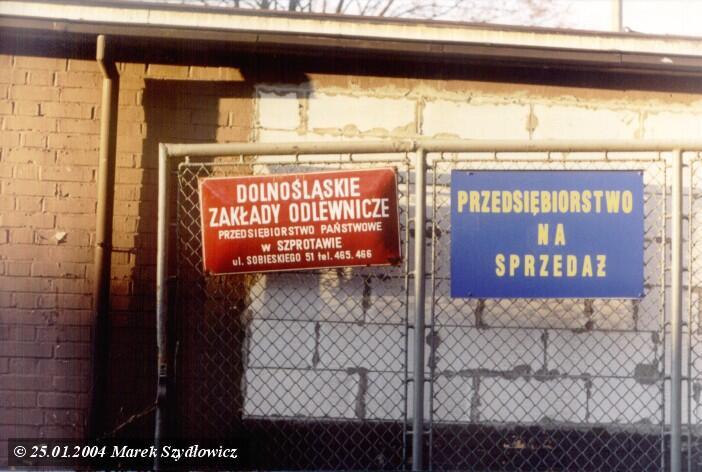 DOLNOŚLĄSKIE
ZAKŁADY ODLEWNICZE
PRZEDSIĘBIORSTWO PAŃSTWOWE
w SZPROTAWIE
ul. SOBIESKIEGO 51 tel. 465. 466
PRZEDSIĘBIORSTWO
NA
SPRZEDAŻ
© 25.01.2004 Marek Szydłowicz